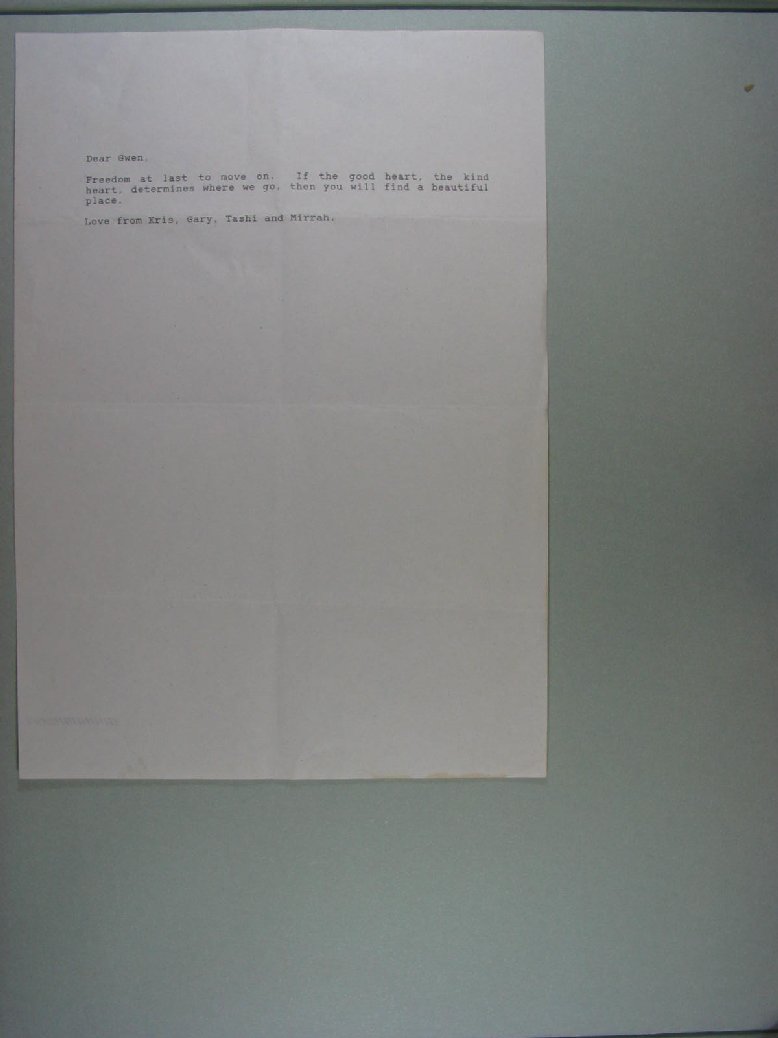 Dear Gwen,
Freedom at last to move on. If the good heart, the kind
heart, determines where we go, then you will find a beautiful
place.
Love from Kris, Gary, Tashi and Mirrah.